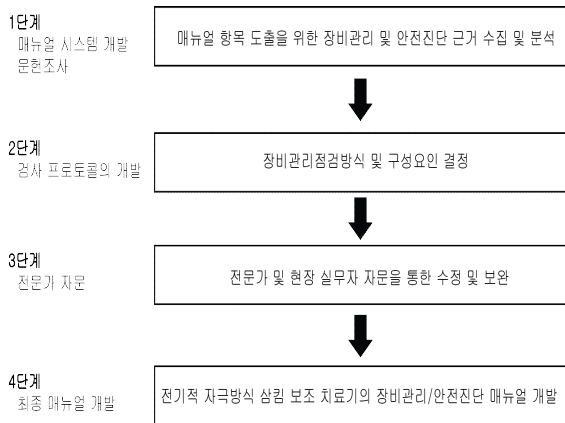 1단계
매뉴얼 시스템 개발
문헌조사
매뉴얼 항목 도출을 위한 장비관리 및 안전진단 근거 수집 및 분석
2단계
검사 프로토콜의 개발
장비관리점검방식 및 구성요인 결정
3단계
전문가 자문
전문가 및 현장 실무자 자문을 통한 수정 및 보완
4단계
최종 매뉴얼 개발
전기적 자극방식 삼킴 보조 치료기의 장비관리/안전진단 매뉴얼 개발